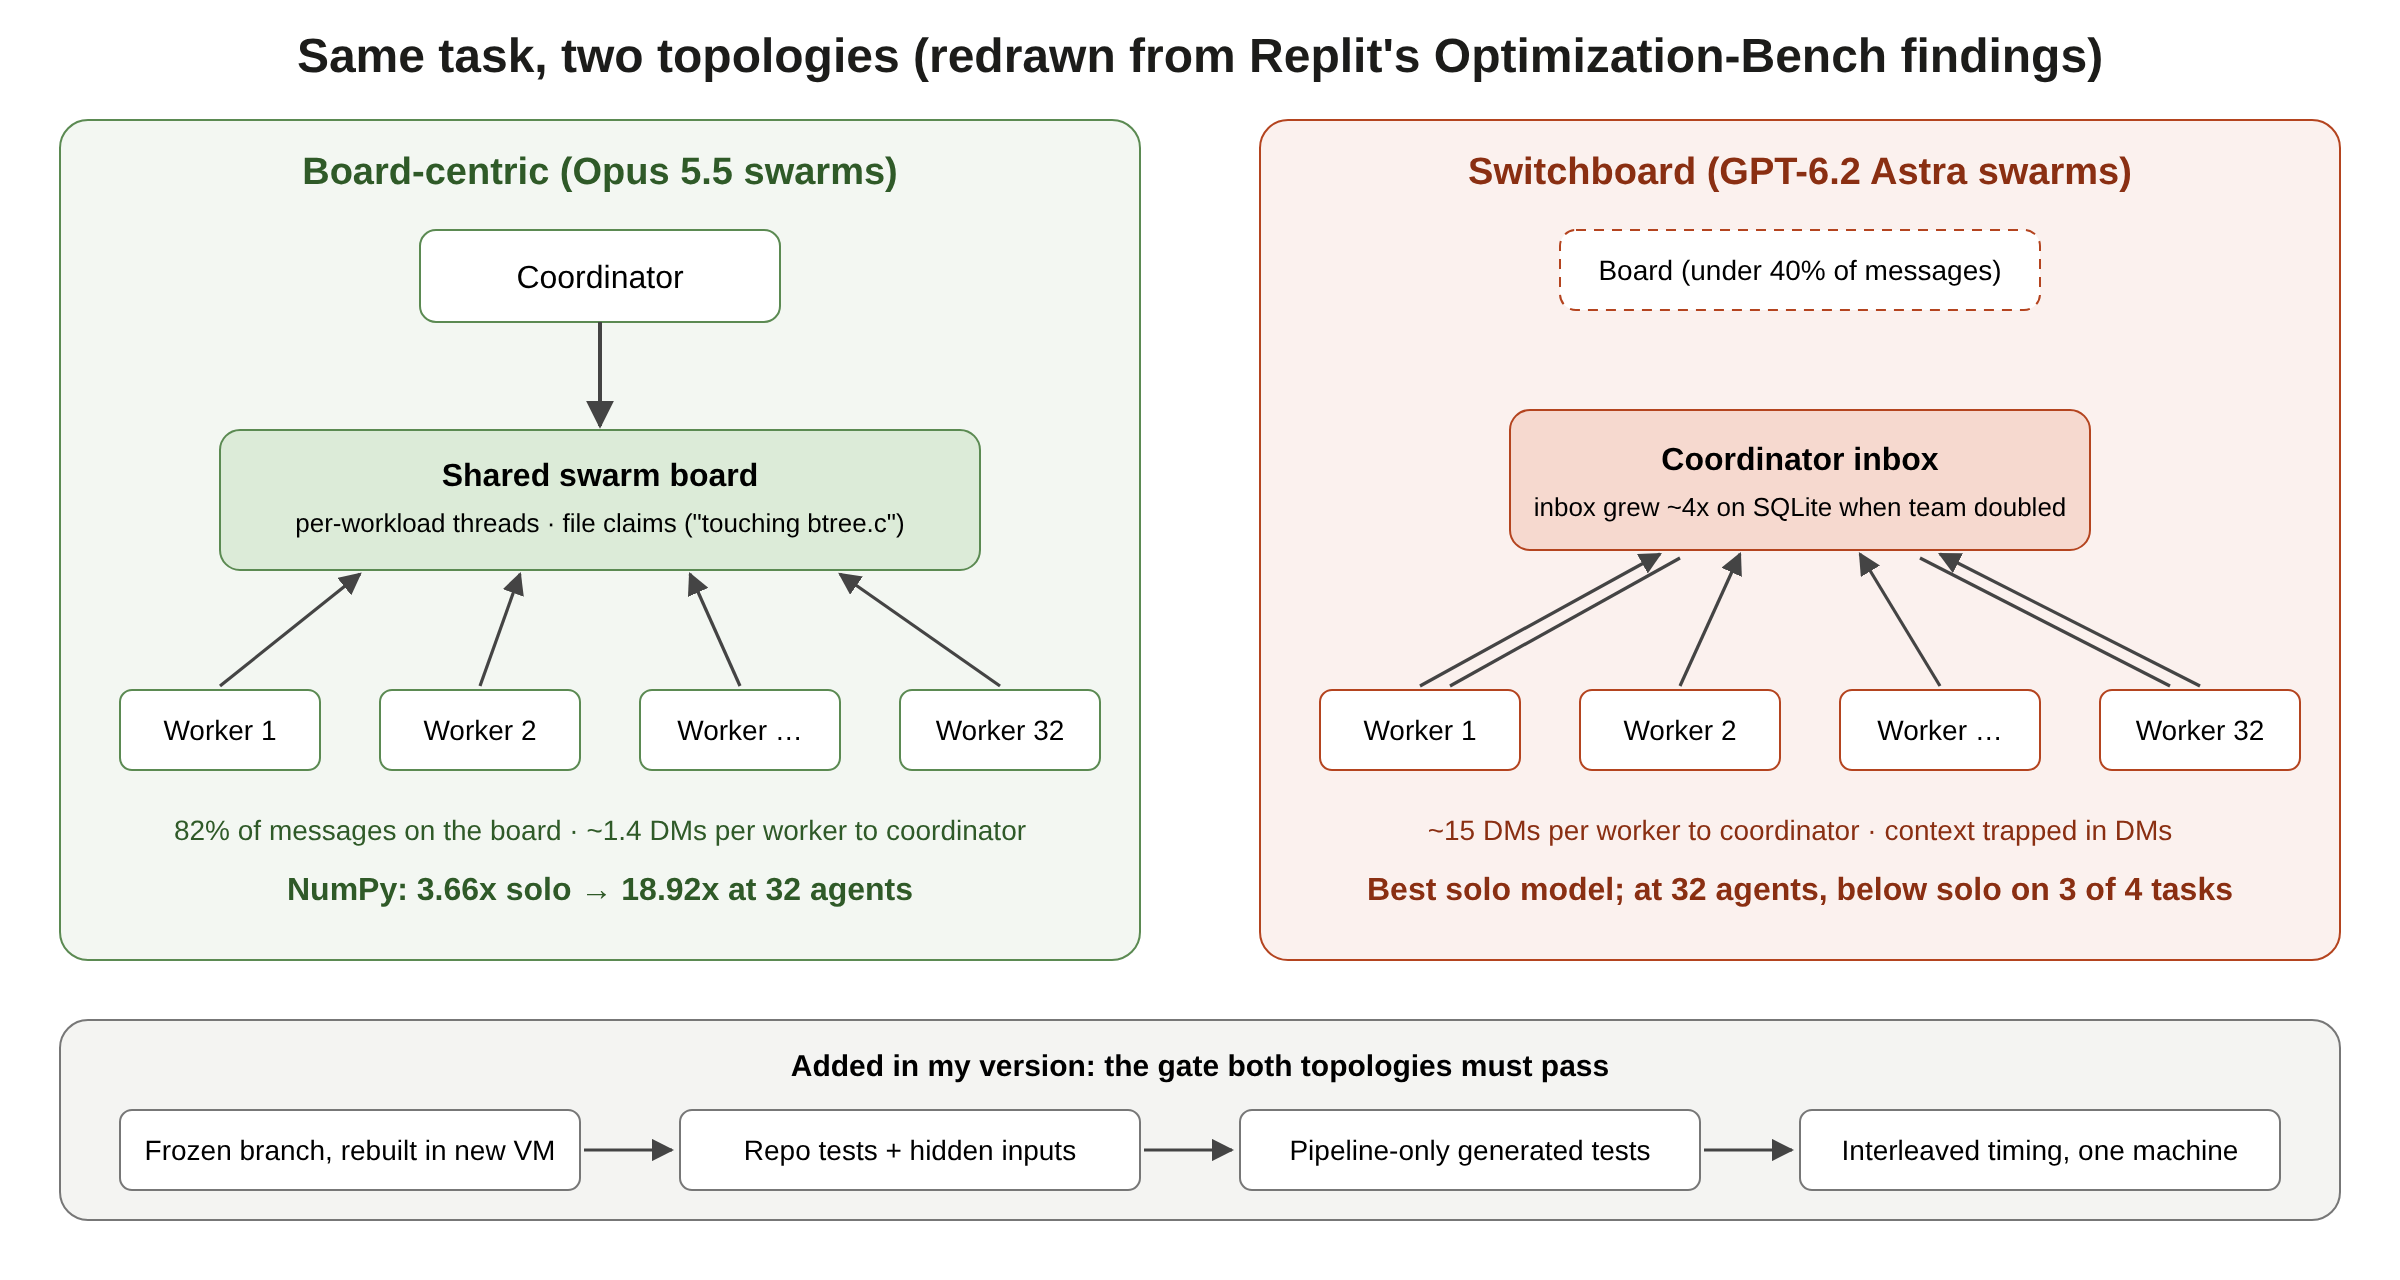 Same task, two topologies (redrawn from Replit's Optimization-Bench findings)
Board-centric (Opus 5.5 swarms)
Coordinator
Shared swarm board
per-workload threads · file claims ("touching btree.c")
Worker 1
Worker 2
Worker …
Worker 32
82% of messages on the board · ~1.4 DMs per worker to coordinator
NumPy: 3.66x solo → 18.92x at 32 agents
Switchboard (GPT-6.2 Astra swarms)
Board (under 40% of messages)
Coordinator inbox
inbox grew ~4x on SQLite when team doubled
Worker 1
Worker 2
Worker …
Worker 32
~15 DMs per worker to coordinator · context trapped in DMs
Best solo model; at 32 agents, below solo on 3 of 4 tasks
Added in my version: the gate both topologies must pass
Frozen branch, rebuilt in new VM
Repo tests + hidden inputs
Pipeline-only generated tests
Interleaved timing, one machine